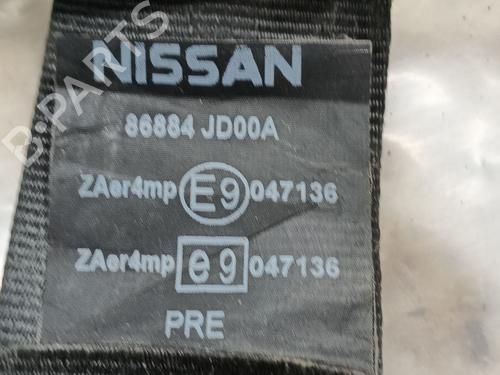 NISSAN
86884 JD00A
ZAer4mp E9 047136
ZAer4mp e9 047136
PRE
B-PARTS